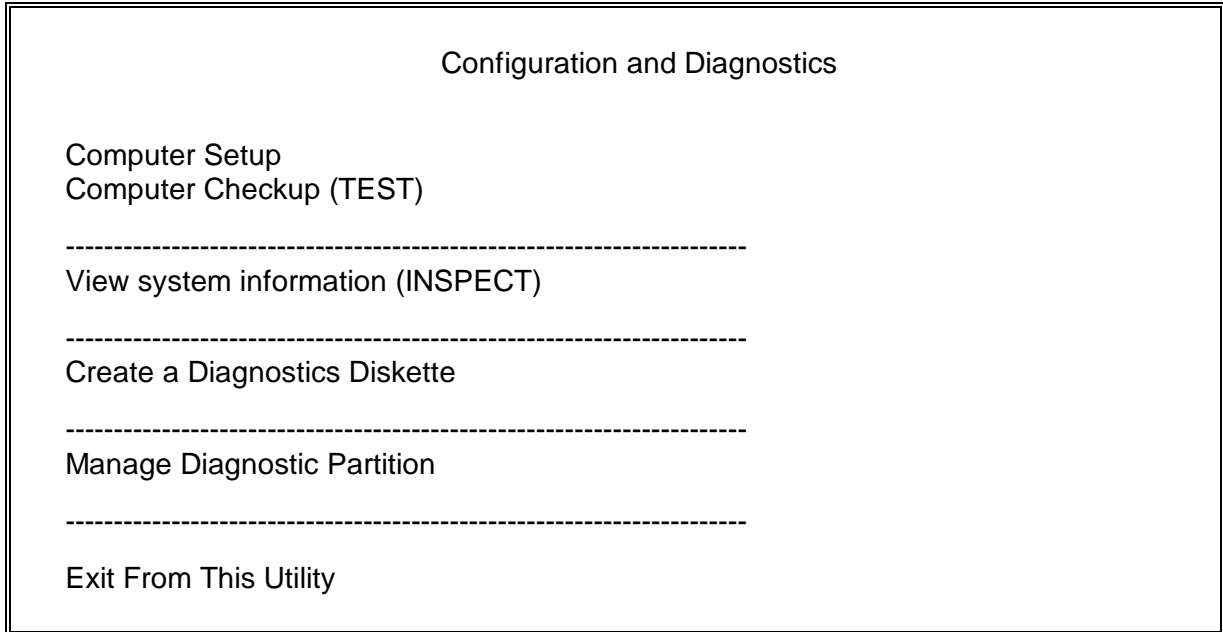 Configuration and Diagnostics
Computer Setup
Computer Checkup (TEST)
-----------------------------------------------------------------------
View system information (INSPECT)
-----------------------------------------------------------------------
Create a Diagnostics Diskette
-----------------------------------------------------------------------
Manage Diagnostic Partition
-----------------------------------------------------------------------
Exit From This Utility